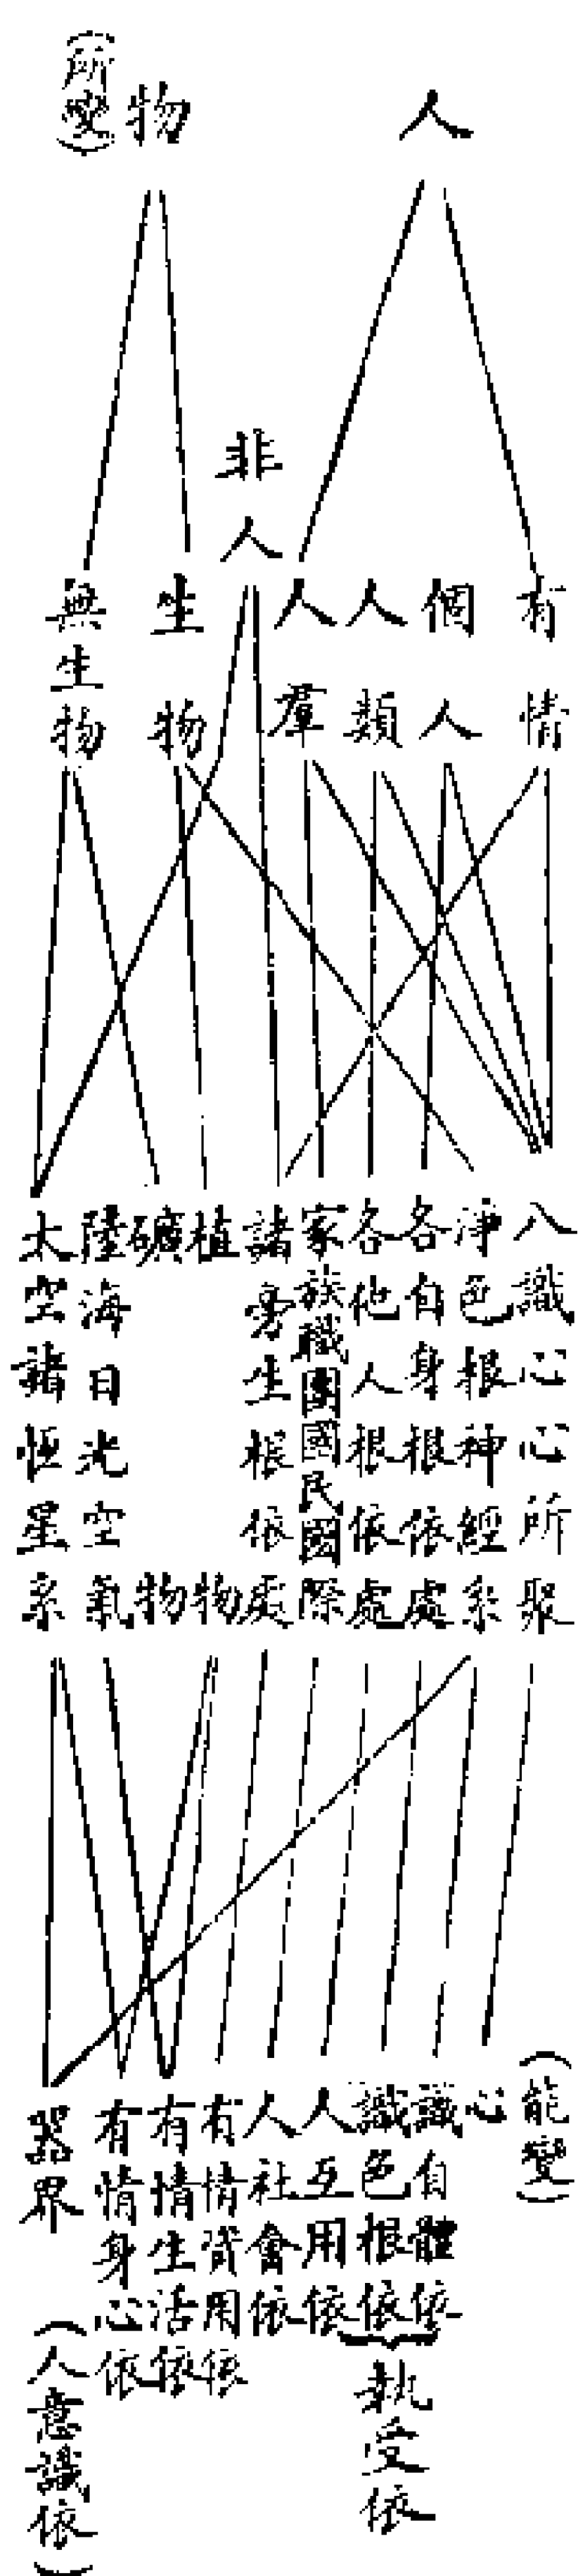 人
物
(所變)
有情
個人
人類
人羣
非人
生物
無生物
八識心心所聚
淨色根神經系
各自身根依處
各他人根依處
家族職團國民國際
諸旁生根依處
植物
礦物
陸海日光空氣
太空諸恒星系
(能變)
心
識自體依
識色根依
執受依
人互用依
人社會依
有情資用依
有情生活依
有情身心依
器界
(人意識依)